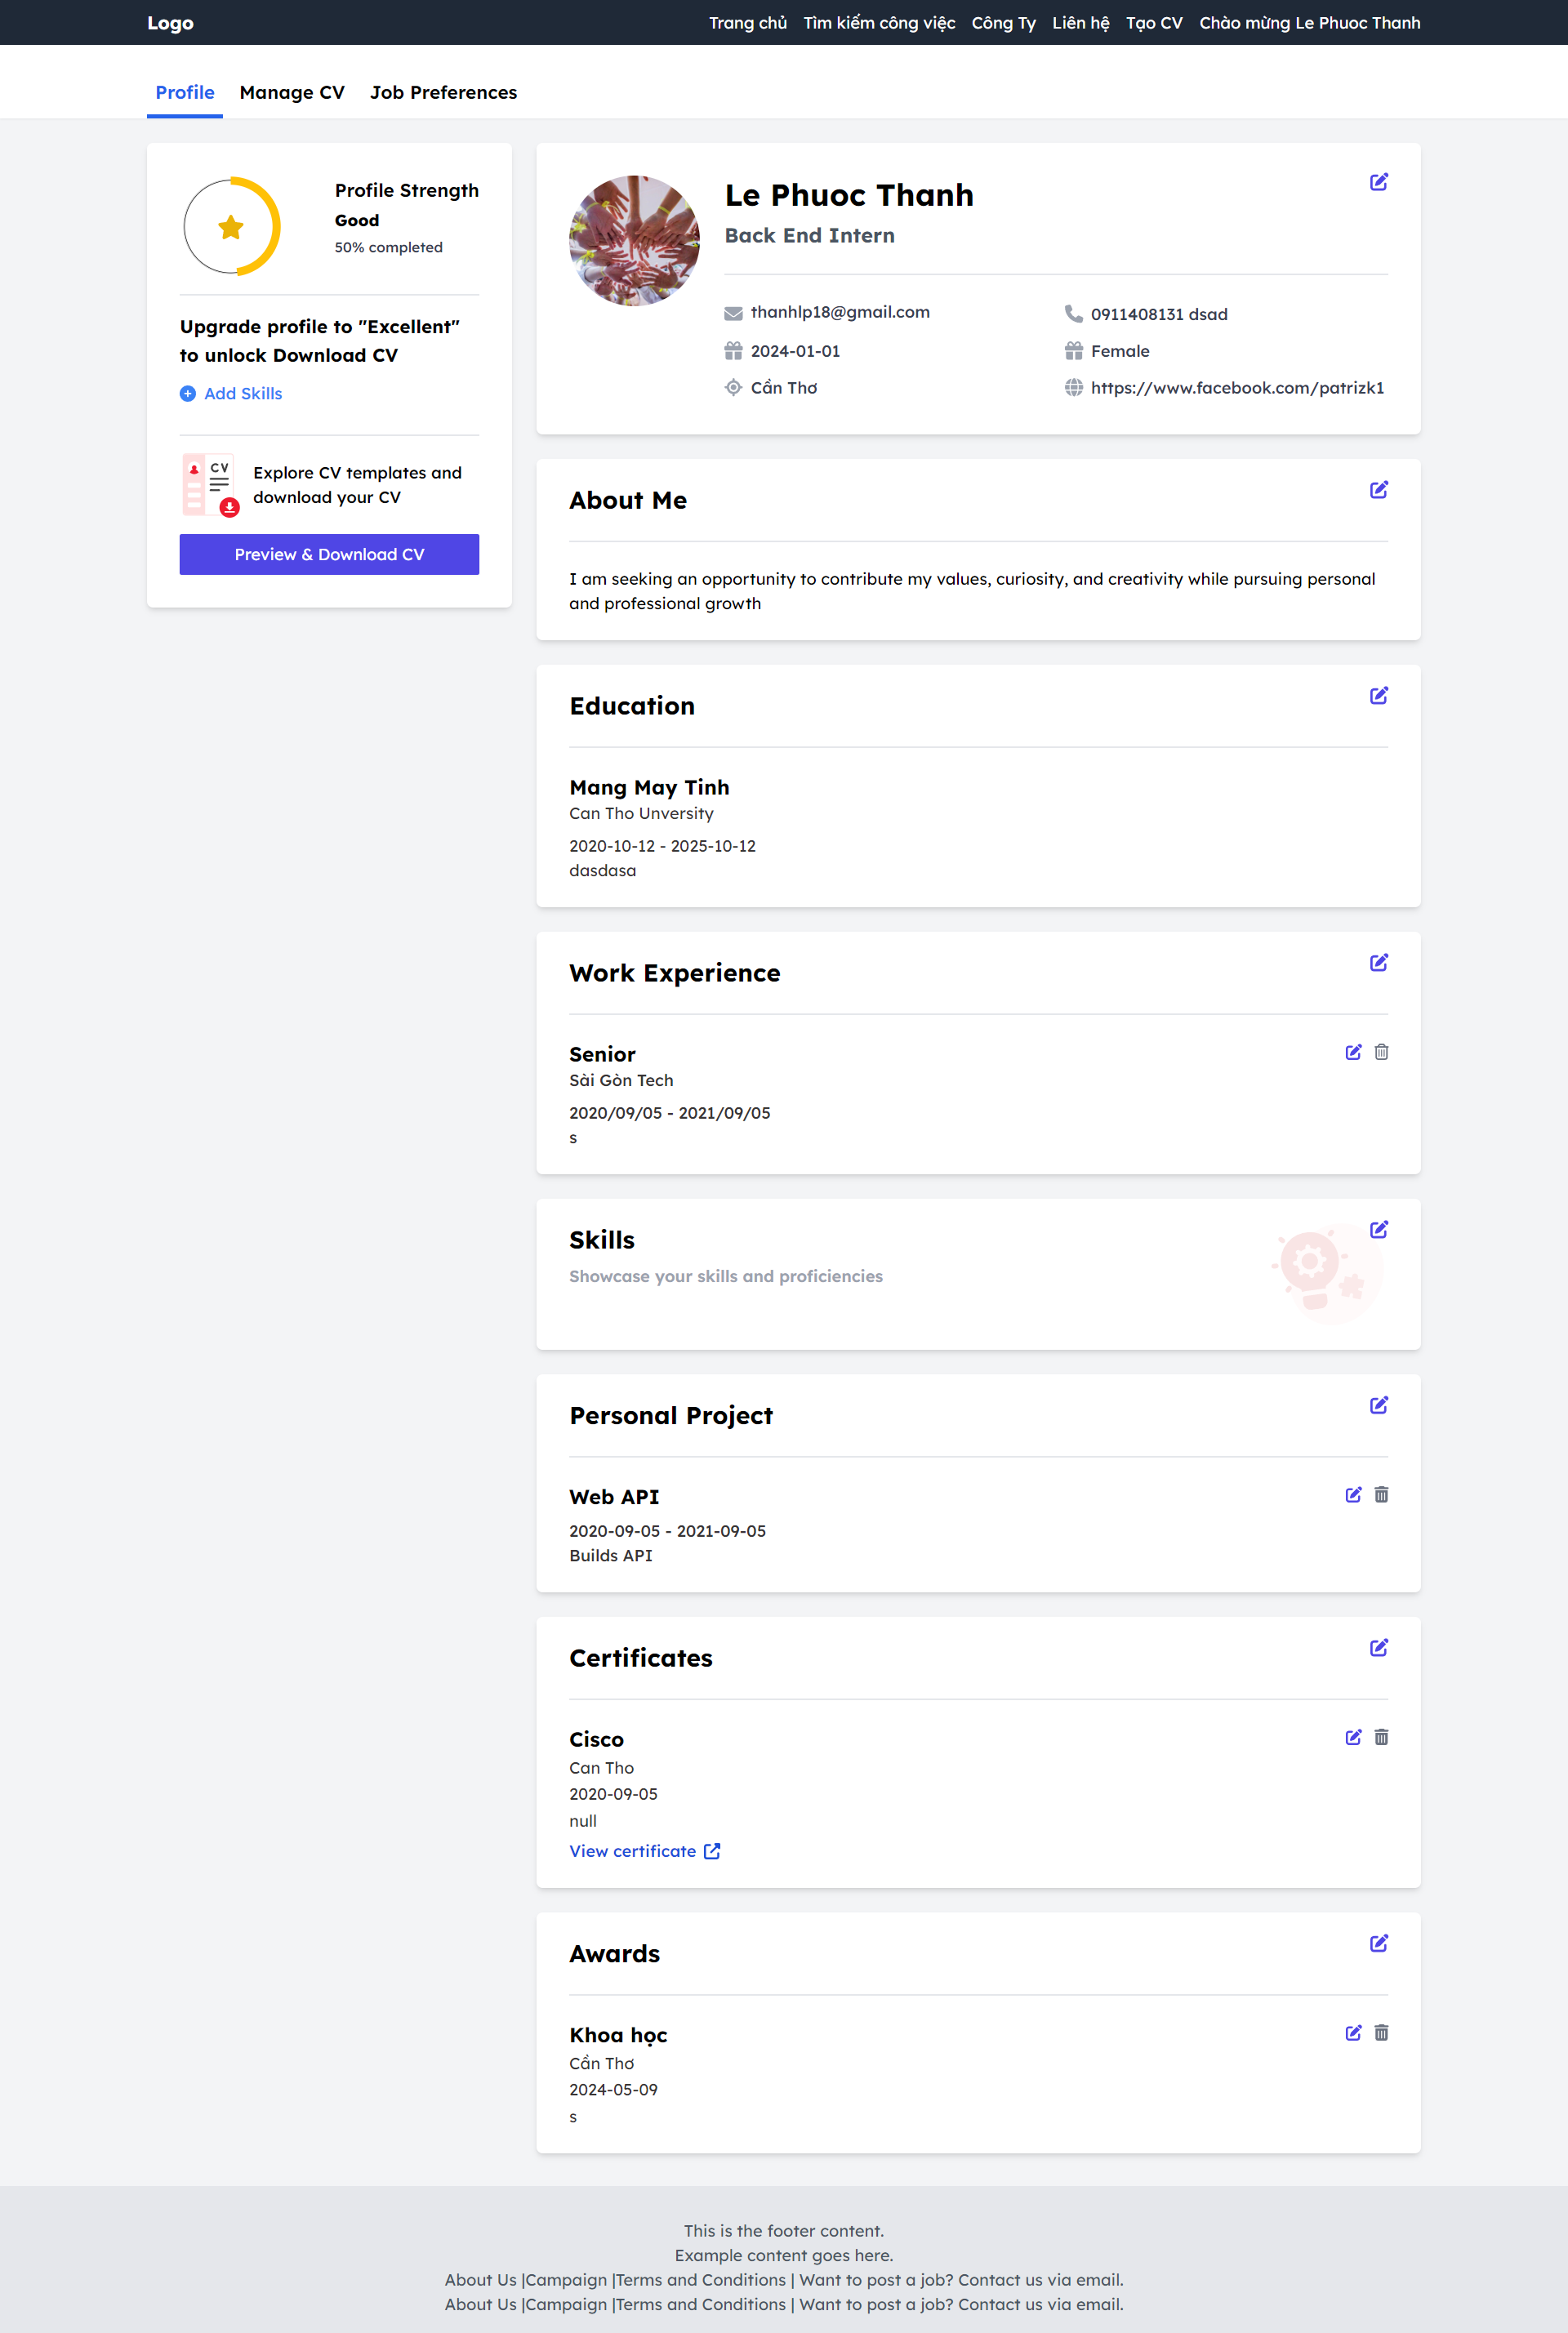 Logo
Trang chủ Tìm kiếm công việc Công Ty Liên hệ Tạo CV Chào mừng Le Phuoc Thanh
Profile Manage CV Job Preferences
Profile Strength
Good
50% completed
Upgrade profile to "Excellent"
to unlock Download CV
Add Skills
CV
Explore CV templates and
download your CV
Preview & Download CV
Le Phuoc Thanh
Back End Intern
thanhlp18@gmail.com
0911408131 dsad
2024-01-01
Female
Cần Thơ
https://www.facebook.com/patrizk1
About Me
I am seeking an opportunity to contribute my values, curiosity, and creativity while pursuing personal
and professional growth
Education
Mang May Tinh
Can Tho Unversity
2020-10-12 - 2025-10-12
dasdasa
Work Experience
Senior
Sài Gòn Tech
2020/09/05 - 2021/09/05
s
Skills
Showcase your skills and proficiencies
Personal Project
Web API
2020-09-05 - 2021-09-05
Builds API
Certificates
Cisco
Can Tho
2020-09-05
null
View certificate
Awards
Khoa học
Cần Thơ
2024-05-09
s
This is the footer content.
Example content goes here.
About Us |Campaign |Terms and Conditions | Want to post a job? Contact us via email.
About Us |Campaign |Terms and Conditions | Want to post a job? Contact us via email.